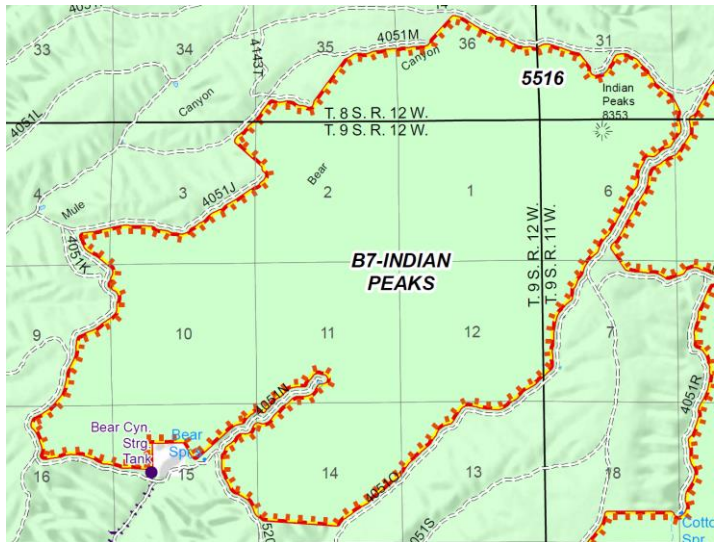 4051
4051M
36
33
34
35
31
4143T
Canyon
5516
Canyon
Indian
Peaks
8353
4051L
T. 8 S. R. 12 W.
T. 9 S. R. 12 W.
Bear
4
3
4051J
2
1
6
Mule
T. 9 S. R. 12 W.
T. 9 S. R. 11 W.
4051K
B7-INDIAN
PEAKS
9
10
11
12
7
4051R
4051N
Bear Cyn.
Strg.
Tank
Bear
16
15
14
13
18
4051O
4051S
Cotto
Spr